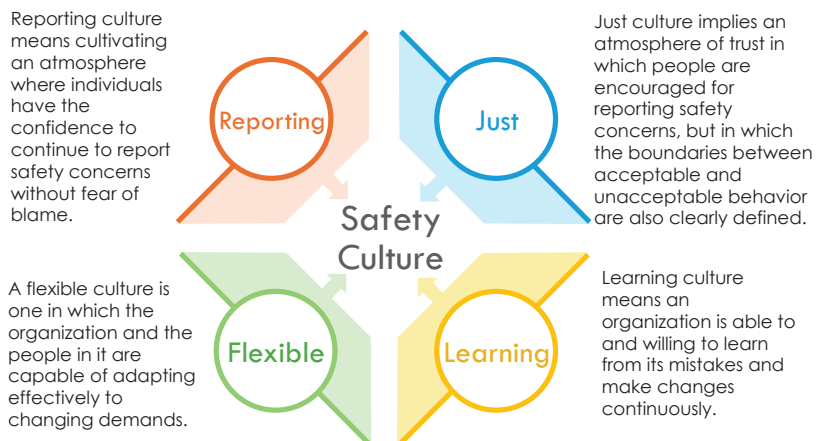 Reporting culture
means cultivating
an atmosphere
where individuals
have the
confidence to
continue to report
safety concerns
without fear of
blame.
Reporting
Just
Just culture implies an
atmosphere of trust in
which people are
encouraged for
reporting safety
concerns, but in which
the boundaries between
acceptable and
unacceptable behavior
are also clearly defined.
Safety
Culture
A flexible culture is
one in which the
organization and the
people in it are
capable of adapting
effectively to
changing demands.
Flexible
Learning
Learning culture
means an
organization is able to
and willing to learn
from its mistakes and
make changes
continuously.